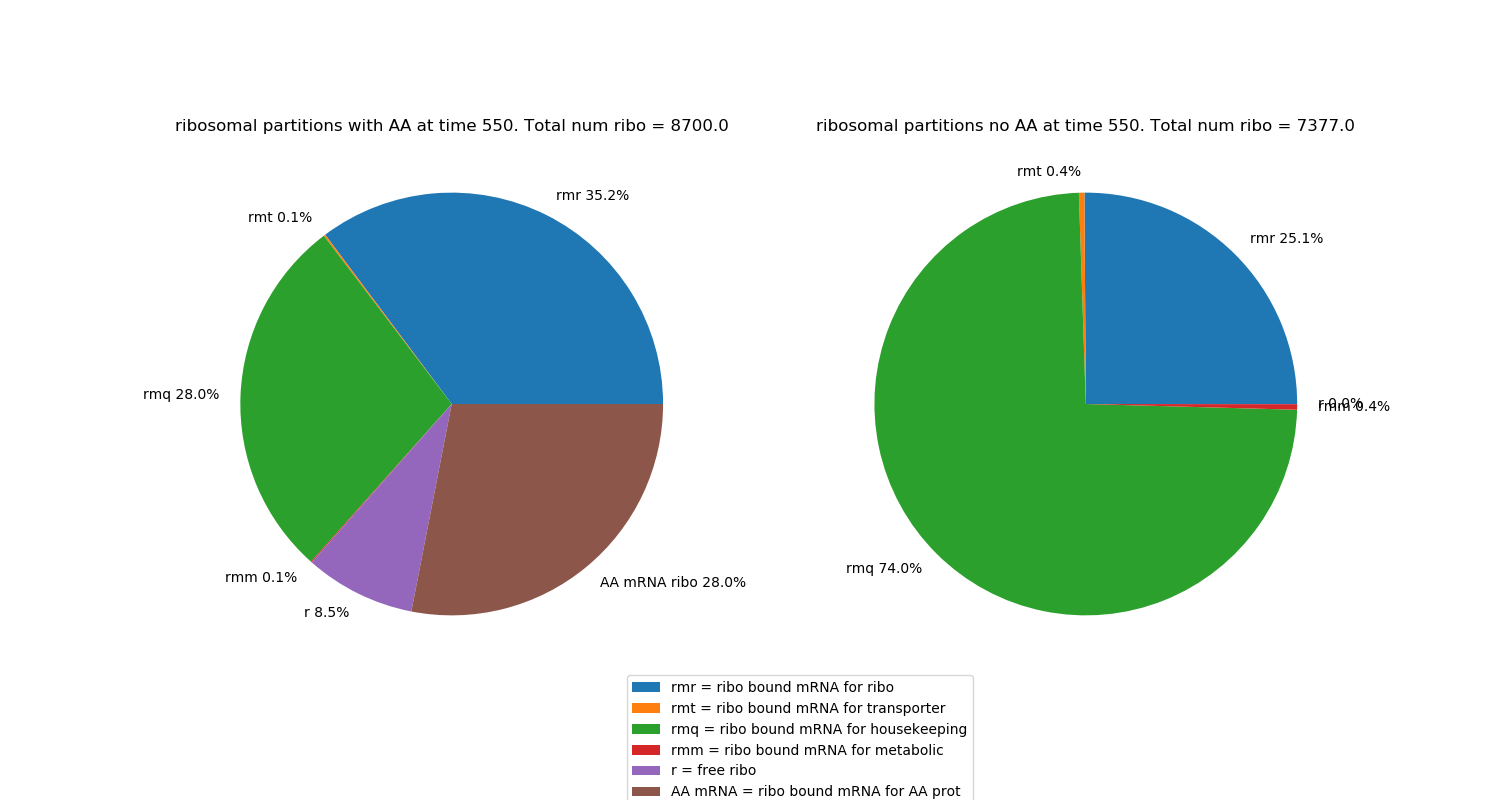 ribosomal partitions with AA at time 550. Total num ribo = 8700.0
rmr 35.2%
rmt 0.1%
rmq 28.0%
rmm 0.1%
r 8.5%
AA mRNA ribo 28.0%
ribosomal partitions no AA at time 550. Total num ribo = 7377.0
rmt 0.4%
rmr 25.1%
r 0.0%
rmm 0.4%
rmq 74.0%
rmr = ribo bound mRNA for ribo
rmt = ribo bound mRNA for transporter
rmq = ribo bound mRNA for housekeeping
rmm = ribo bound mRNA for metabolic
r = free ribo
AA mRNA = ribo bound mRNA for AA prot